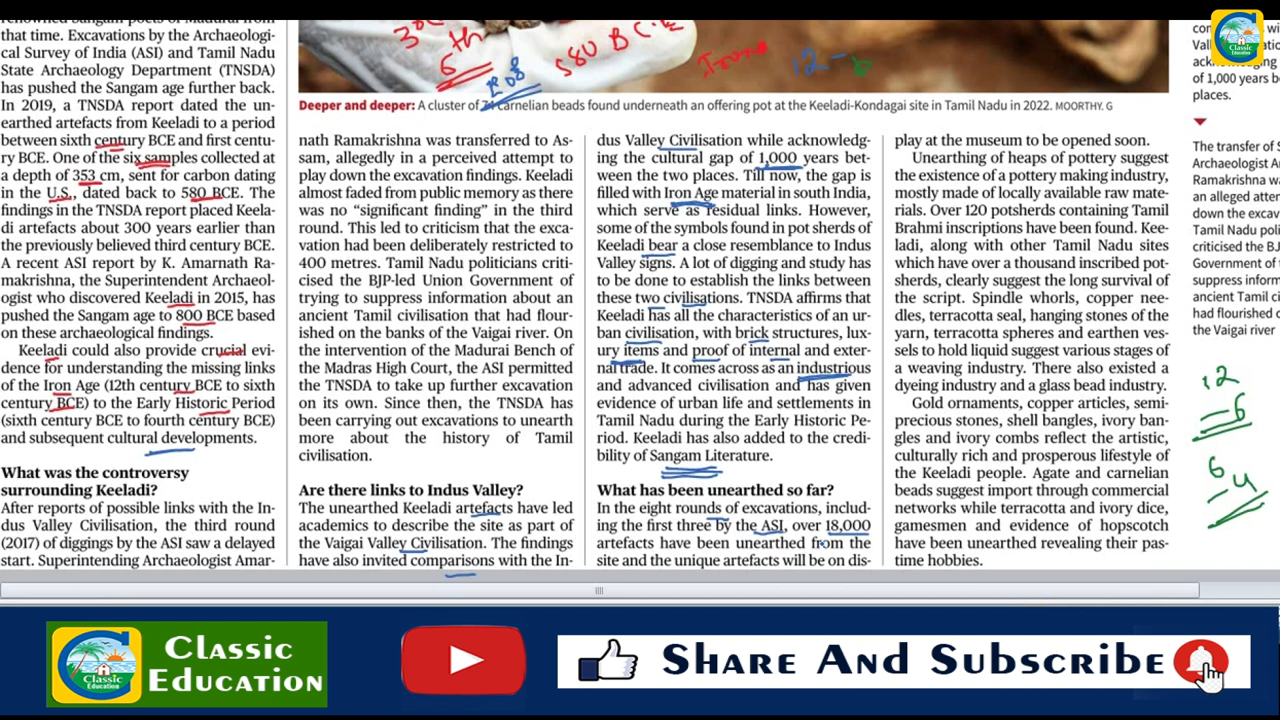 renowned Sangam poets of Madurai from
that time. Excavations by the Archaeologi-
cal Survey of India (ASI) and Tamil Nadu
State Archaeology Department (TNSDA)
has pushed the Sangam age further back.
In 2019, a TNSDA report dated the un-
earthed artefacts from Keeladi to a period
between sixth century BCE and first centu-
ry BCE. One of the six samples collected at
a depth of 353 cm, sent for carbon dating
in the U.S., dated back to 580 BCE. The
findings in the TNSDA report placed Keela-
di artefacts about 300 years earlier than
the previously believed third century BCE.
A recent ASI report by K. Amarnath Ra-
makrishna, the Superintendent Archaeol-
ogist who discovered Keeladi in 2015, has
pushed the Sangam age to 800 BCE based
on these archaeological findings.
Keeladi could also provide crucial evi-
dence for understanding the missing links
of the Iron Age (12th century BCE to sixth
century BCE) to the Early Historic Period
(sixth century BCE to fourth century BCE)
and subsequent cultural developments.
What was the controversy
surrounding Keeladi?
After reports of possible links with the In-
dus Valley Civilisation, the third round
(2017) of diggings by the ASI saw a delayed
start. Superintending Archaeologist Amar-
5th
580 BCE
Iron
12 - 6
Deeper and deeper: A cluster of 74 carnelian beads found underneath an offering pot at the Keeladi-Kondagai site in Tamil Nadu in 2022. MOORTHY. G
nath Ramakrishna was transferred to As-
sam, allegedly in a perceived attempt to
play down the excavation findings. Keeladi
almost faded from public memory as there
was no “significant finding” in the third
round. This led to criticism that the exca-
vation had been deliberately restricted to
400 metres. Tamil Nadu politicians criti-
cised the BJP-led Union Government of
trying to suppress information about an
ancient Tamil civilisation that had flour-
ished on the banks of the Vaigai river. On
the intervention of the Madurai Bench of
the Madras High Court, the ASI permitted
the TNSDA to take up further excavation
on its own. Since then, the TNSDA has
been carrying out excavations to unearth
more about the history of Tamil
civilisation.
Are there links to Indus Valley?
The unearthed Keeladi artefacts have led
academics to describe the site as part of
the Vaigai Valley Civilisation. The findings
have also invited comparisons with the In-
dus Valley Civilisation while acknowledg-
ing the cultural gap of 1,000 years bet-
ween the two places. Till now, the gap is
filled with Iron Age material in south India,
which serve as residual links. However,
some of the symbols found in pot sherds of
Keeladi bear a close resemblance to Indus
Valley signs. A lot of digging and study has
to be done to establish the links between
these two civilisations. TNSDA affirms that
Keeladi has all the characteristics of an ur-
ban civilisation, with brick structures, lux-
ury items and proof of internal and exter-
nal trade. It comes across as an industrious
and advanced civilisation and has given
evidence of urban life and settlements in
Tamil Nadu during the Early Historic Pe-
riod. Keeladi has also added to the credi-
bility of Sangam Literature.
What has been unearthed so far?
In the eight rounds of excavations, includ-
ing the first three by the ASI, over 18,000
artefacts have been unearthed from the
site and the unique artefacts will be on dis-
play at the museum to be opened soon.
Unearthing of heaps of pottery suggest
the existence of a pottery making industry,
mostly made of locally available raw mate-
rials. Over 120 potsherds containing Tamil
Brahmi inscriptions have been found. Kee-
ladi, along with other Tamil Nadu sites
which have over a thousand inscribed pot-
sherds, clearly suggest the long survival of
the script. Spindle whorls, copper nee-
dles, terracotta seal, hanging stones of the
yarn, terracotta spheres and earthen ves-
sels to hold liquid suggest various stages of
a weaving industry. There also existed a
dyeing industry and a glass bead industry.
Gold ornaments, copper articles, semi-
precious stones, shell bangles, ivory ban-
gles and ivory combs reflect the artistic,
culturally rich and prosperous lifestyle of
the Keeladi people. Agate and carnelian
beads suggest import through commercial
networks while terracotta and ivory dice,
gamesmen and evidence of hopscotch
have been unearthed revealing their pas-
time hobbies.
of 1,000 years be
places.
The transfer of S
Archaeologist A
Ramakrishna wa
an alleged atter
down the excav
Tamil Nadu polit
criticised the BJ
Government of
suppress inform
ancient Tamil ci
had flourished o
the Vaigai river
12
- 6
6
- 4
Classic
Education
Classic
Education
Classic
Education
Share And Subscribe